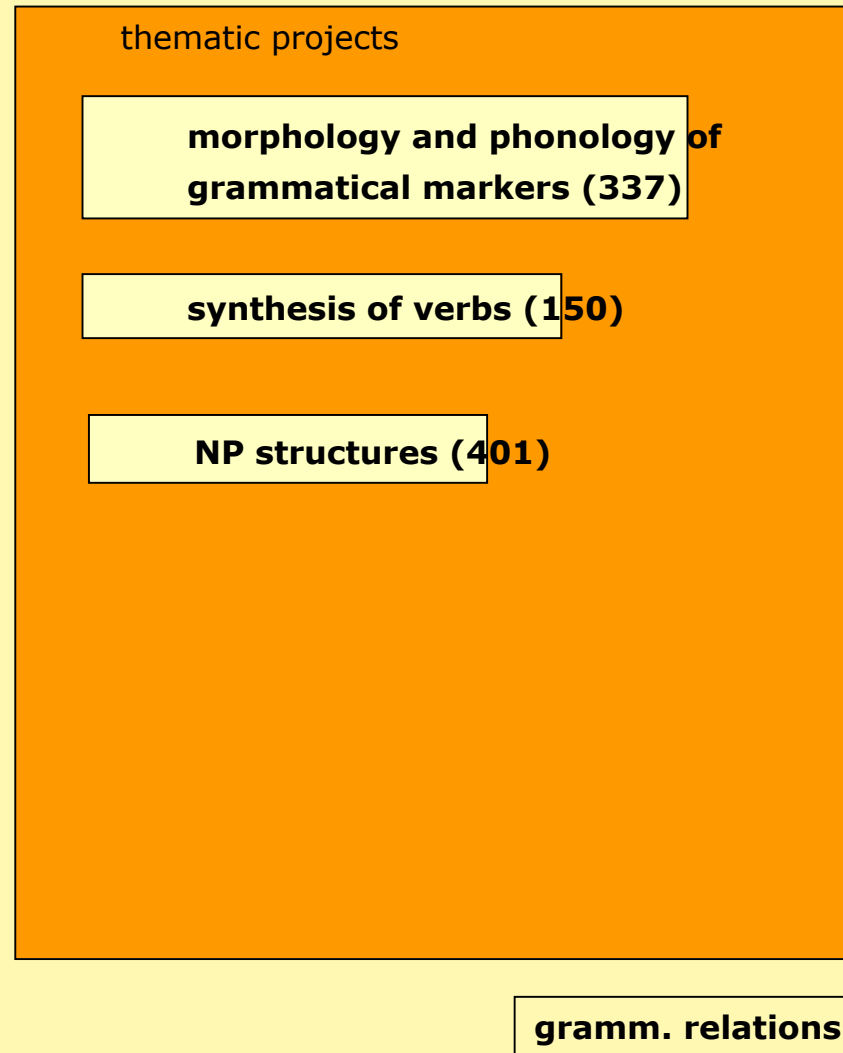 thematic projects
morphology and phonology of
grammatical markers (337)
synthesis of verbs (150)
NP structures (401)
gramm. relations